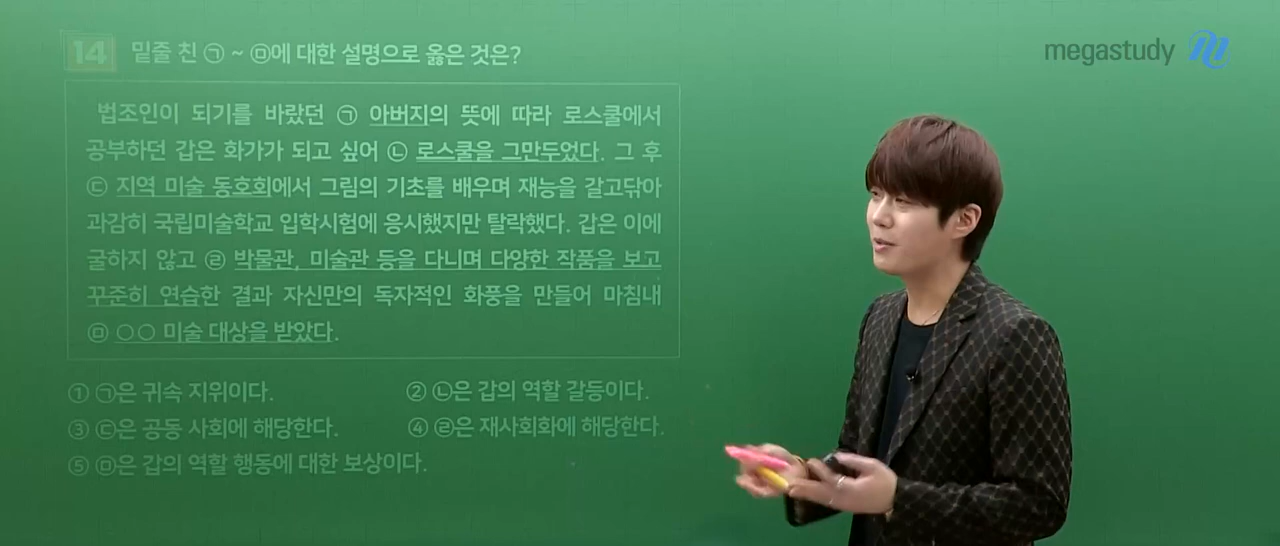 14 밑줄 친 ㉠ ~ ㉤에 대한 설명으로 옳은 것은?
megastudy
법조인이 되기를 바랐던 ㉠ 아버지의 뜻에 따라 로스쿨에서
공부하던 갑은 화가가 되고 싶어 ㉡ 로스쿨을 그만두었다. 그 후
㉢ 지역 미술 동호회에서 그림의 기초를 배우며 재능을 갈고닦아
과감히 국립미술학교 입학시험에 응시했지만 탈락했다. 갑은 이에
굴하지 않고 ㉣ 박물관, 미술관 등을 다니며 다양한 작품을 보고
꾸준히 연습한 결과 자신만의 독자적인 화풍을 만들어 마침내
㉤ ○○ 미술 대상을 받았다.
① ㉠은 귀속 지위이다. ② ㉡은 갑의 역할 갈등이다.
③ ㉢은 공동 사회에 해당한다. ④ ㉣은 재사회화에 해당한다.
⑤ ㉤은 갑의 역할 행동에 대한 보상이다.